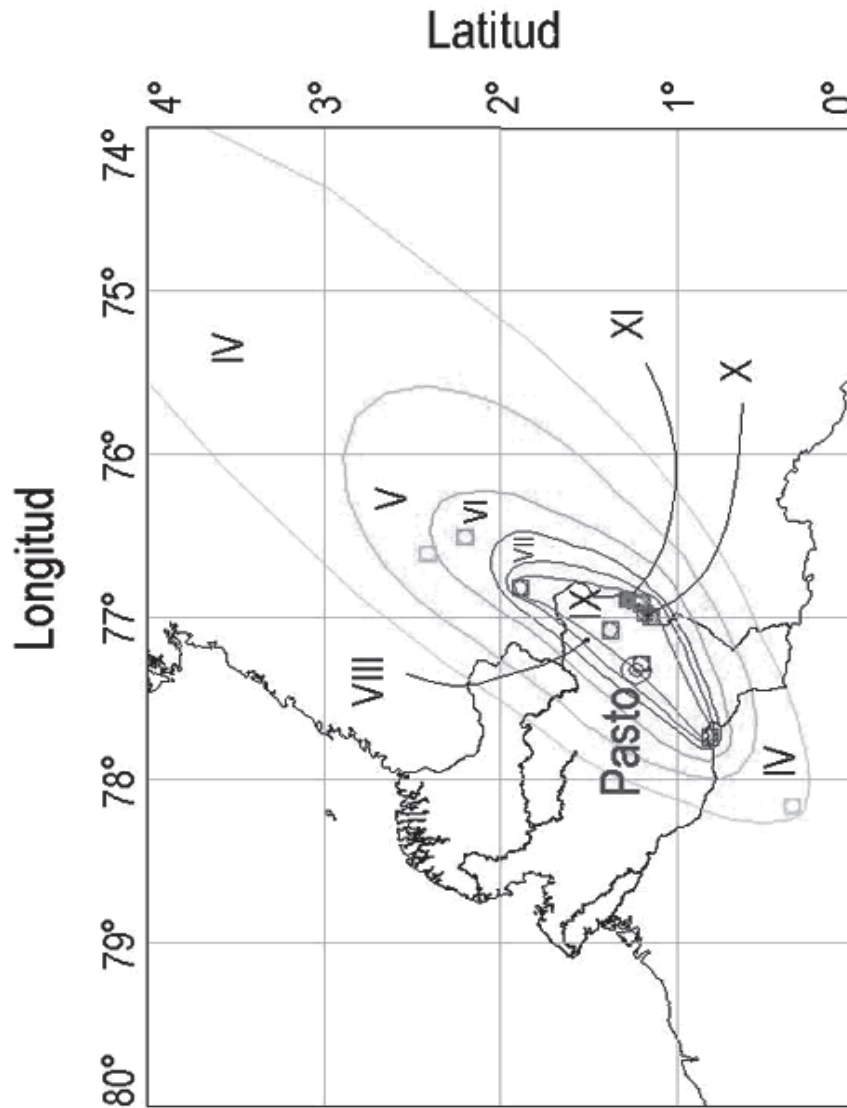 Latitud
4°
3°
2°
1°
0°
74°
75°
76°
77°
78°
79°
80°
Longitud
IV
V
VI
VII
VIII
IX
XI
X
Pasto
IV